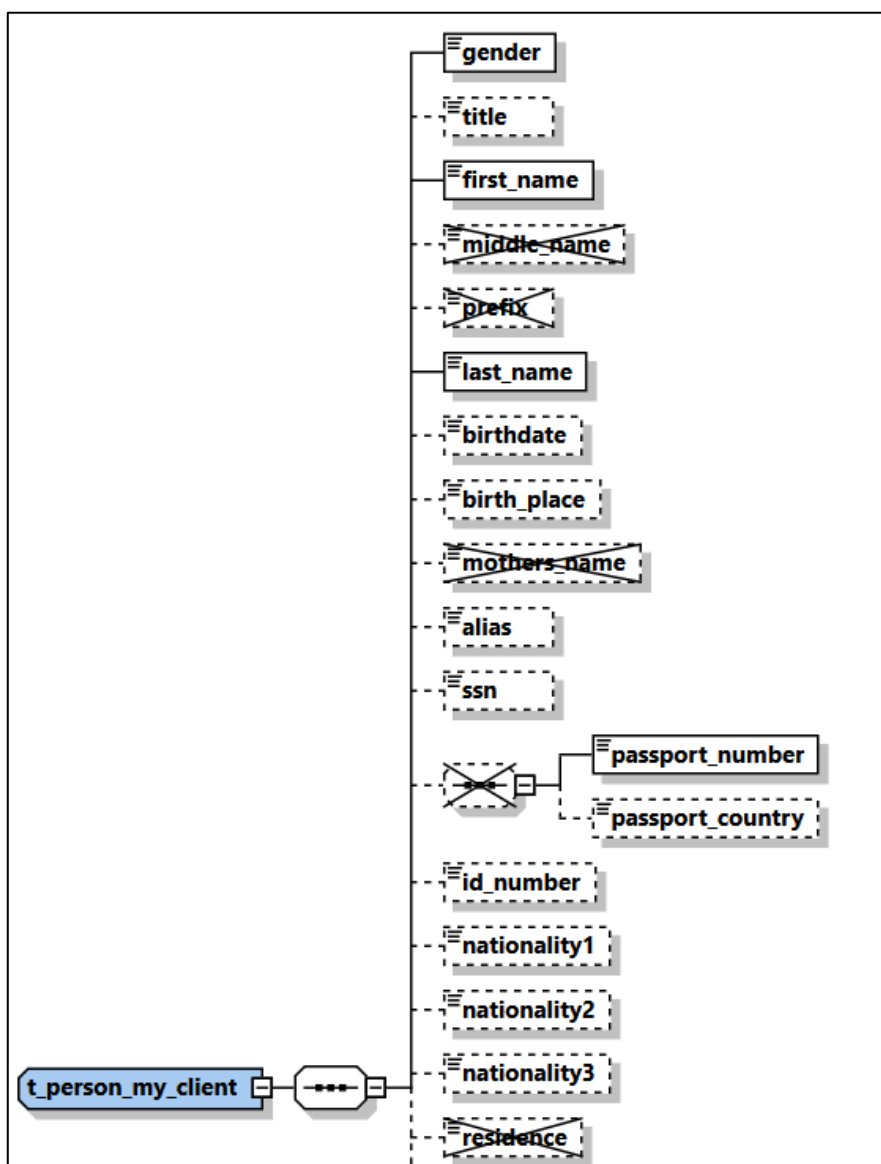 gender
title
first_name
middle_name
prefix
last_name
birthdate
birth_place
mothers_name
alias
ssn
passport_number
passport_country
id_number
nationality1
nationality2
nationality3
t_person_my_client
residence